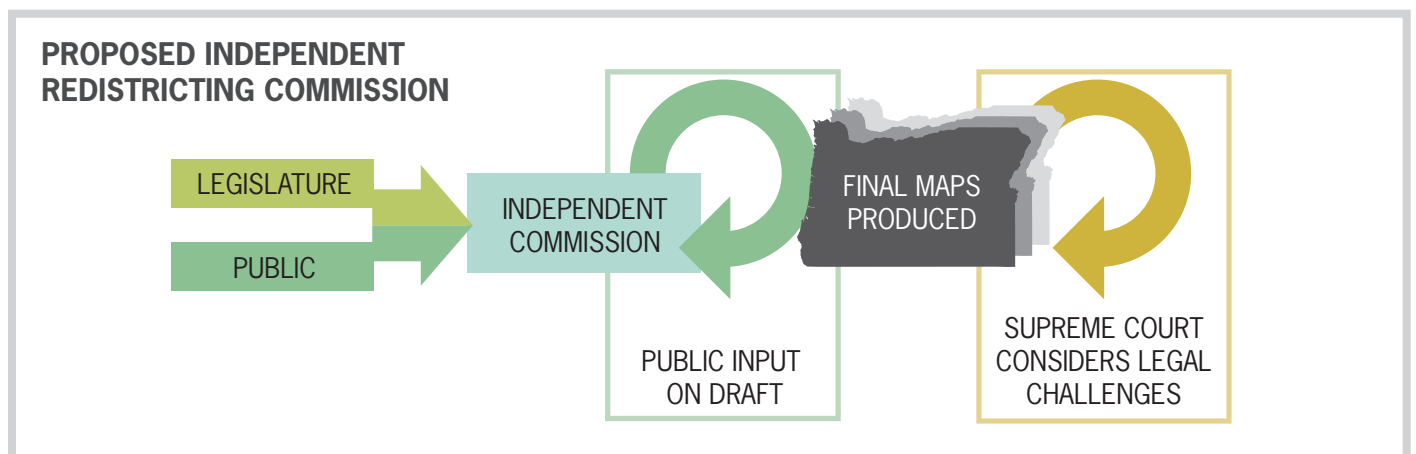 PROPOSED INDEPENDENT
REDISTRICTING COMMISSION
LEGISLATURE
PUBLIC
INDEPENDENT
COMMISSION
PUBLIC INPUT
ON DRAFT
FINAL MAPS
PRODUCED
SUPREME COURT
CONSIDERS LEGAL
CHALLENGES